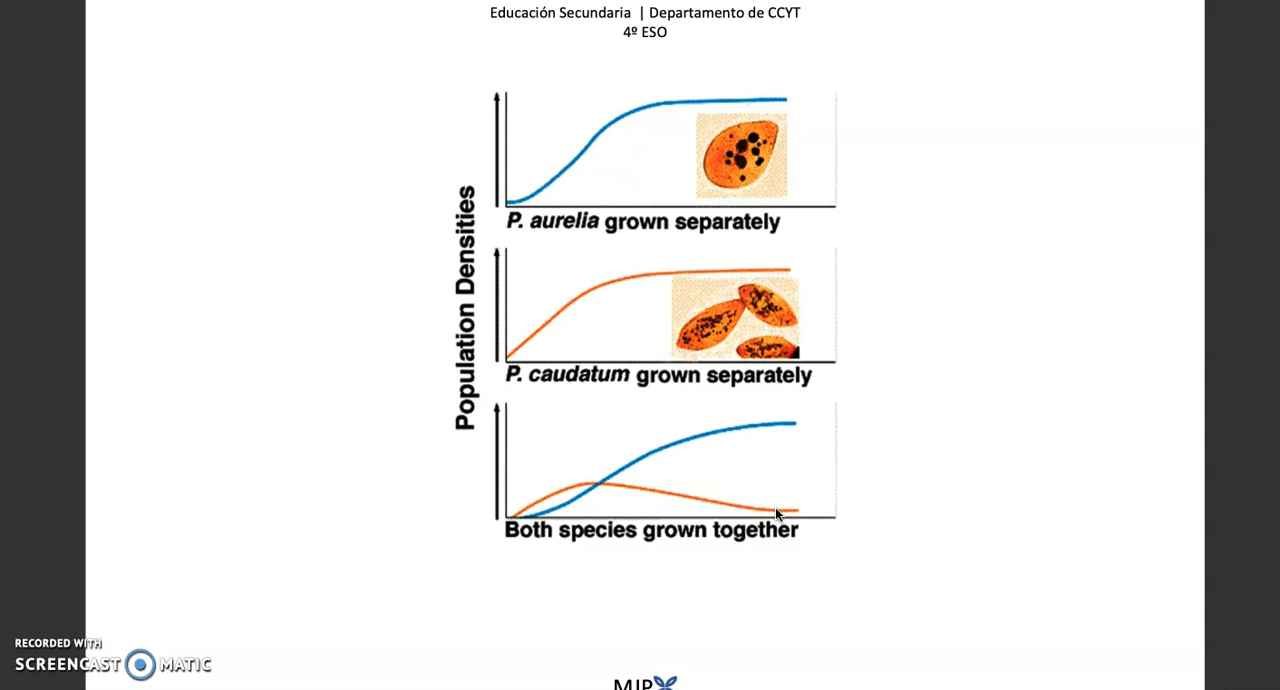 Educación Secundaria | Departamento de CCYT
4º ESO
Population Densities
P. aurelia grown separately
P. caudatum grown separately
Both species grown together
RECORDED WITH
SCREENCAST MATIC
MJP